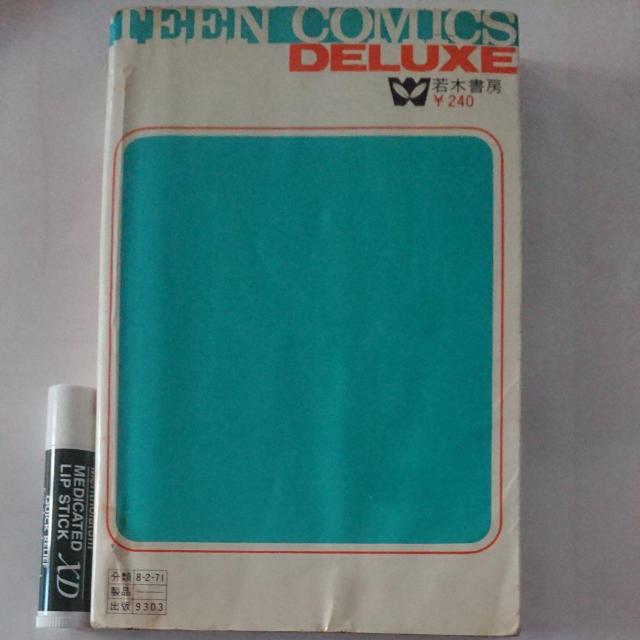 TEEN COMICS
DELUXE
若木書房
¥240
Mentholatum
MEDICATED
LIP STICK
XD
分類 8-2-71
製品 ——
出版 9303